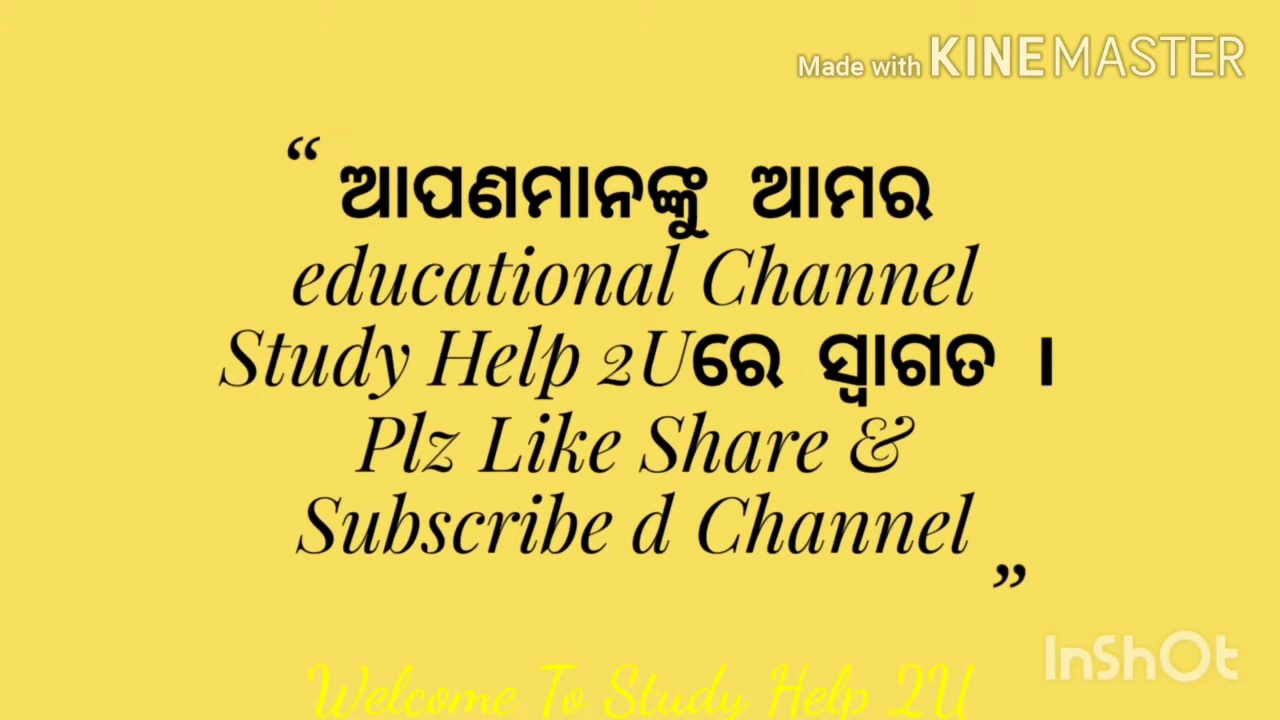 Made with KINEMASTER
“ ଆପଣମାନଙ୍କୁ ଆମର
educational Channel
Study Help 2Uରେ ସ୍ୱାଗତ ।
Plz Like Share &
Subscribe d Channel ”
InShOt
Welcome To Study Help 2U